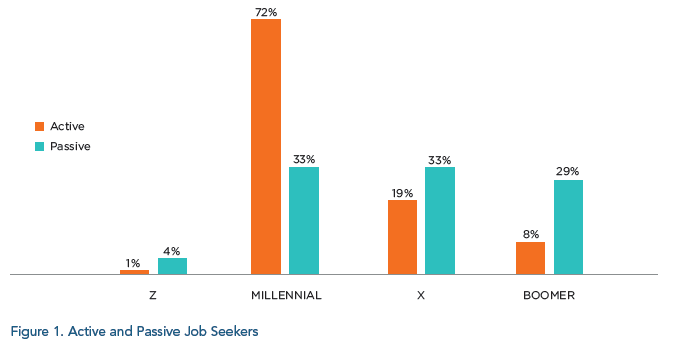 72%
Active
Passive
33%
33%
29%
19%
8%
4%
1%
Z
MILLENNIAL
X
BOOMER
Figure 1. Active and Passive Job Seekers